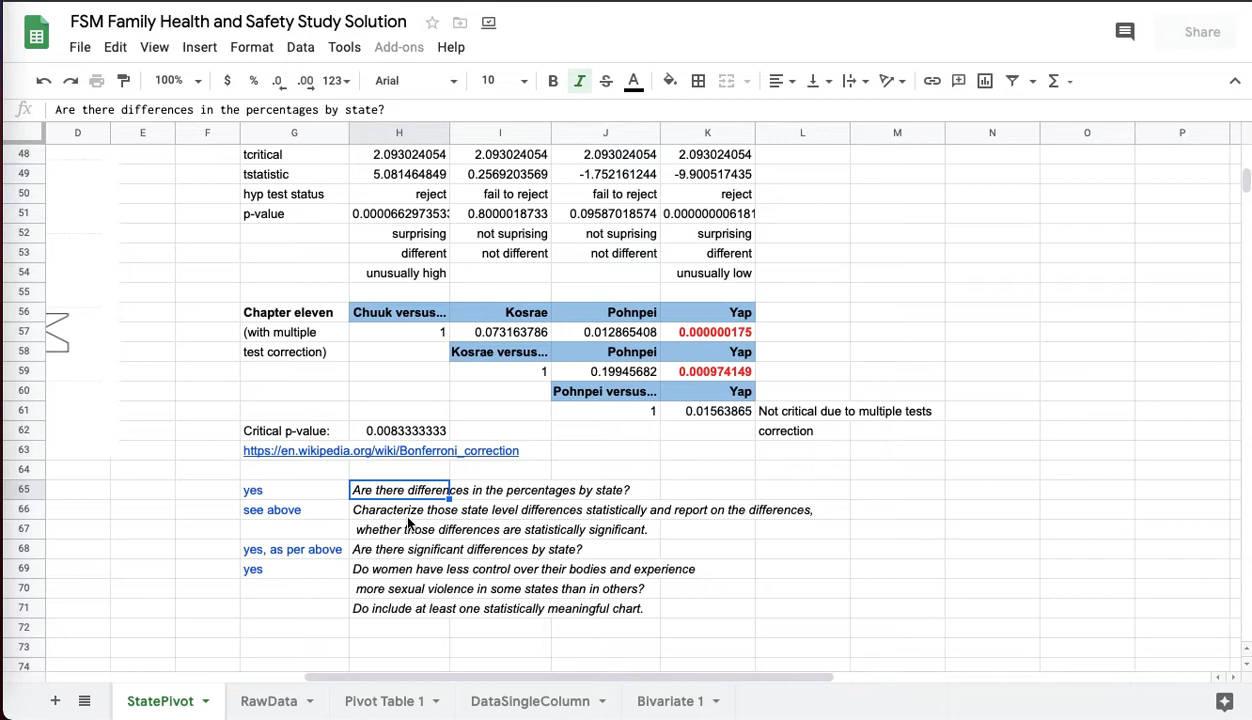 FSM Family Health and Safety Study Solution
File Edit View Insert Format Data Tools Add-ons Help
Share
100% $ % .0 .00 123 Arial 10 B I S A
fx Are there differences in the percentages by state?
D E F G H I J K L M N O P
48 tcritical 2.093024054 2.093024054 2.093024054 2.093024054
49 tstatistic 5.081464849 0.2569203569 -1.752161244 -9.900517435
50 hyp test status reject fail to reject fail to reject reject
51 p-value 0.0000662973533 0.8000018733 0.09587018574 0.000000006181
52 surprising not suprising not suprising surprising
53 different not different not different different
54 unusually high unusually low
55
56 Chapter eleven Chuuk versus... Kosrae Pohnpei Yap
57 (with multiple 1 0.073163786 0.012865408 0.000000175
58 test correction) Kosrae versus... Pohnpei Yap
59 1 0.19945682 0.000974149
60 Pohnpei versus... Yap
61 1 0.01563865 Not critical due to multiple tests
62 Critical p-value: 0.0083333333 correction
63 https://en.wikipedia.org/wiki/Bonferroni_correction
64
65 yes Are there differences in the percentages by state?
66 see above Characterize those state level differences statistically and report on the differences,
67 whether those differences are statistically significant.
68 yes, as per above Are there significant differences by state?
69 yes Do women have less control over their bodies and experience
70 more sexual violence in some states than in others?
71 Do include at least one statistically meaningful chart.
72
73
74
StatePivot RawData Pivot Table 1 DataSingleColumn Bivariate 1